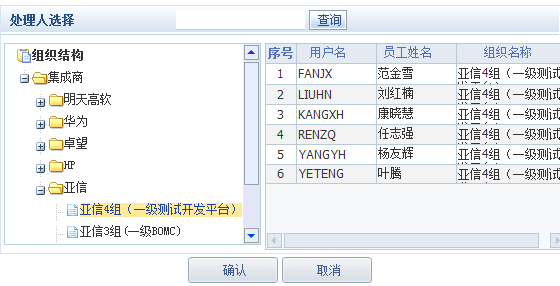 处理人选择 查询
组织结构
集成商
明天高软
华为
卓望
HP
亚信
亚信4组（一级测试开发平台）
亚信3组(一级BOMC)
序号 用户名 员工姓名 组织名称
1 FANJX 范金雪 亚信4组（一级测试
2 LIUHN 刘红楠 亚信4组（一级测试
3 KANGXH 康晓慧 亚信4组（一级测试
4 RENZQ 任志强 亚信4组（一级测试
5 YANGYH 杨友辉 亚信4组（一级测试
6 YETENG 叶腾 亚信4组（一级测试
确认 取消